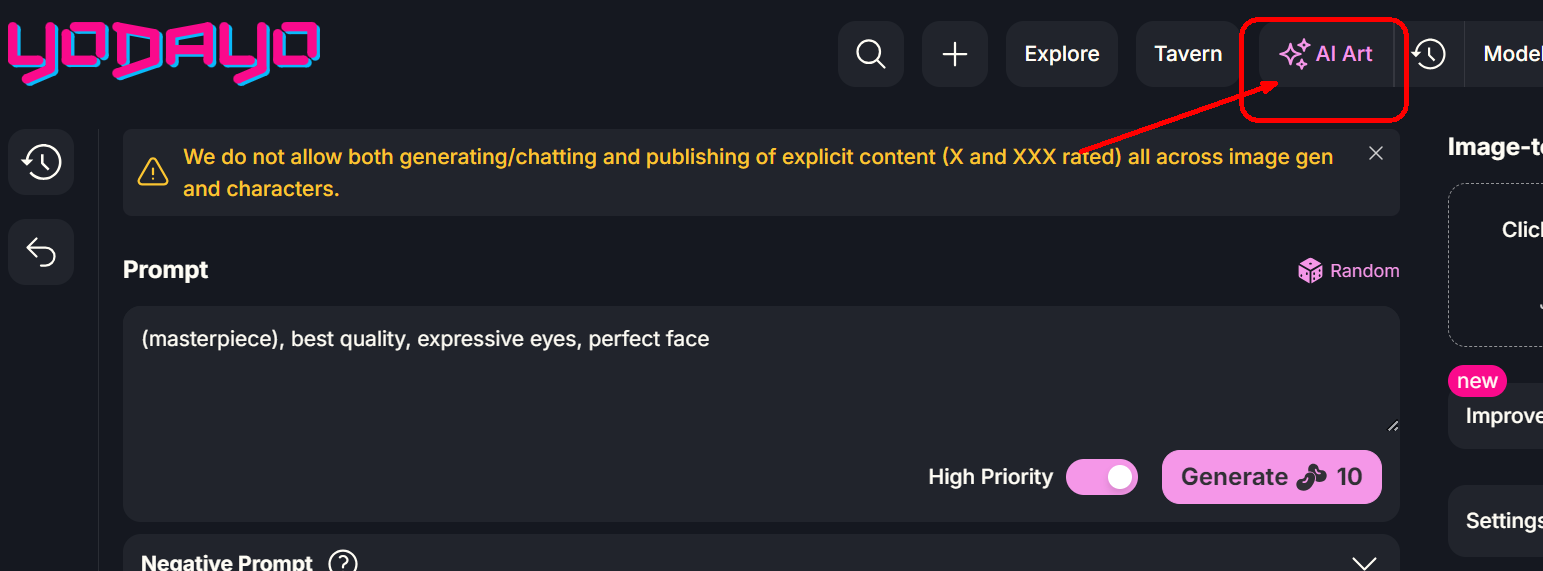 YODAYO
Explore
Tavern
AI Art
Model
We do not allow both generating/chatting and publishing of explicit content (X and XXX rated) all across image gen
and characters.
Image-to
Prompt
Random
Click
(masterpiece), best quality, expressive eyes, perfect face
new
Improve
High Priority
Generate 10
Settings
Negative Prompt ?